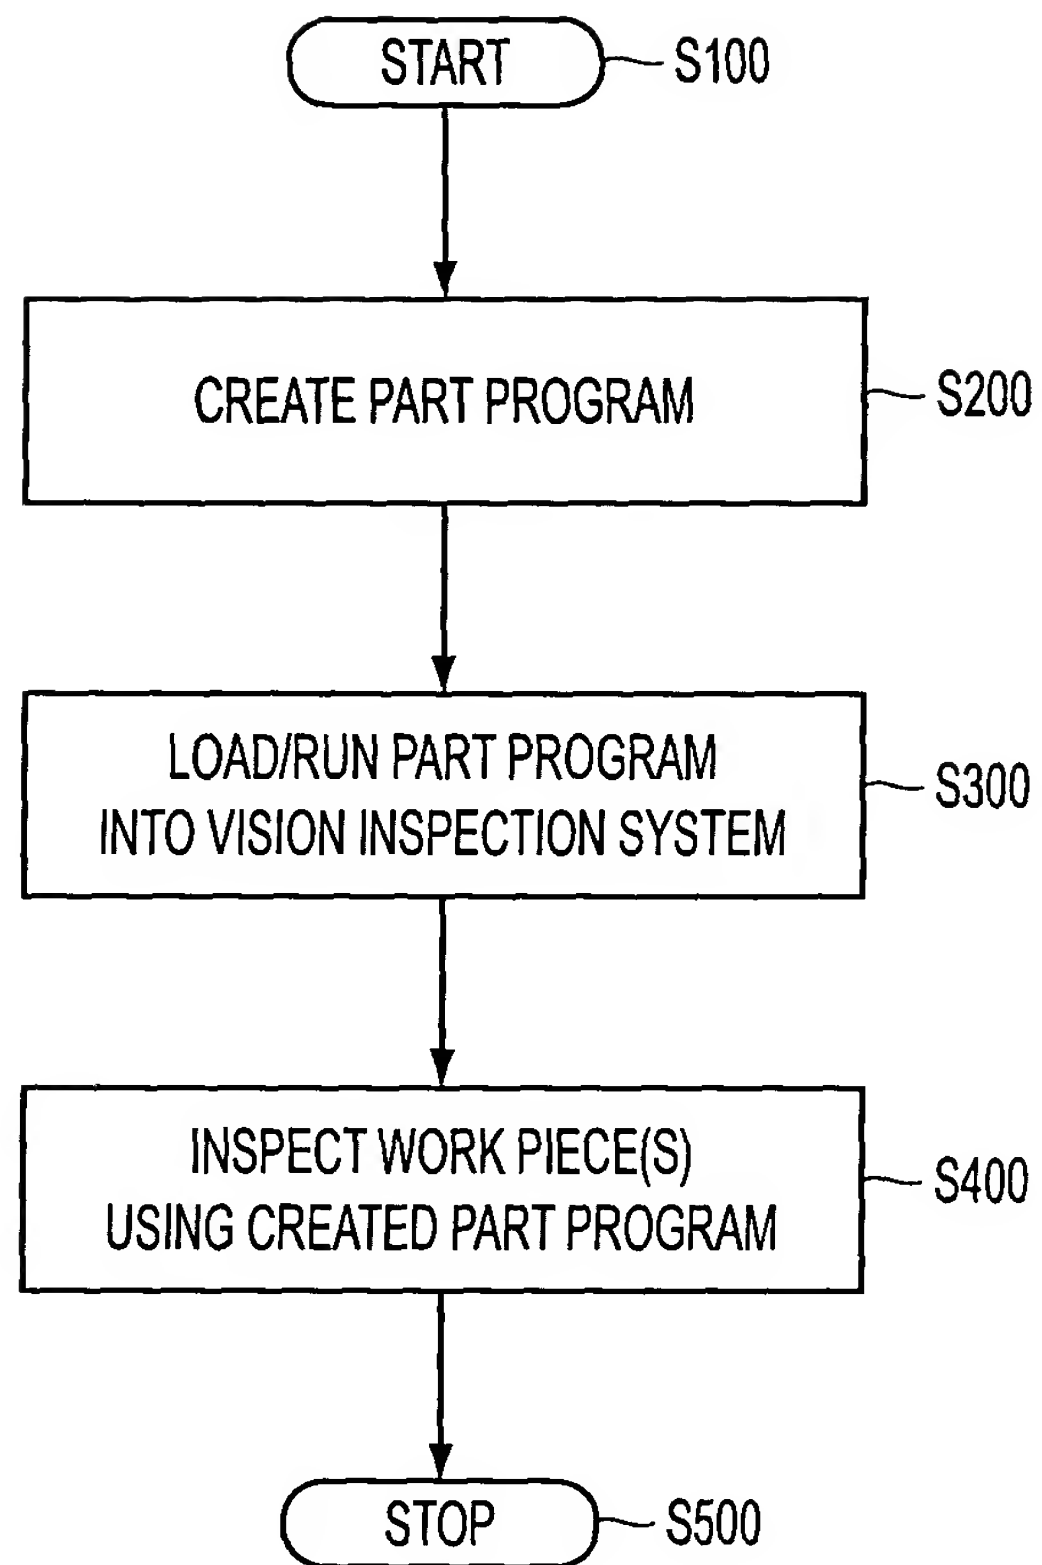 START
S100
CREATE PART PROGRAM
S200
LOAD/RUN PART PROGRAM
INTO VISION INSPECTION SYSTEM
S300
INSPECT WORK PIECE(S)
USING CREATED PART PROGRAM
S400
STOP
S500